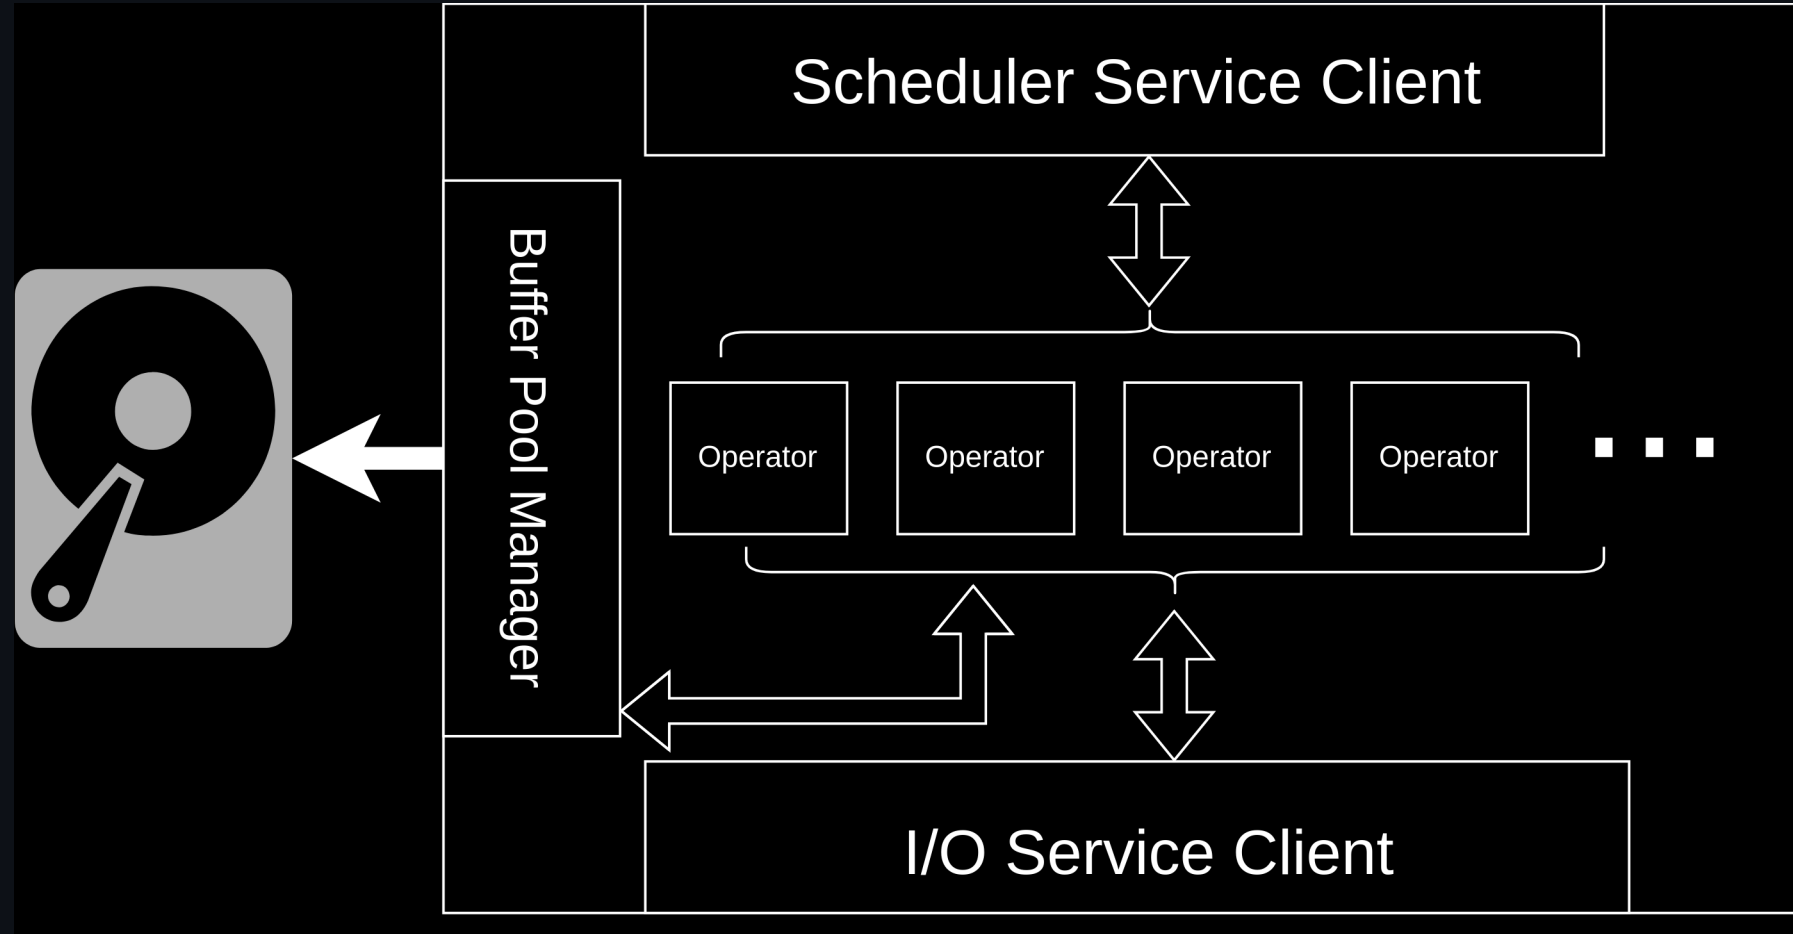 Scheduler Service Client
Buffer Pool Manager
Operator
Operator
Operator
Operator
I/O Service Client